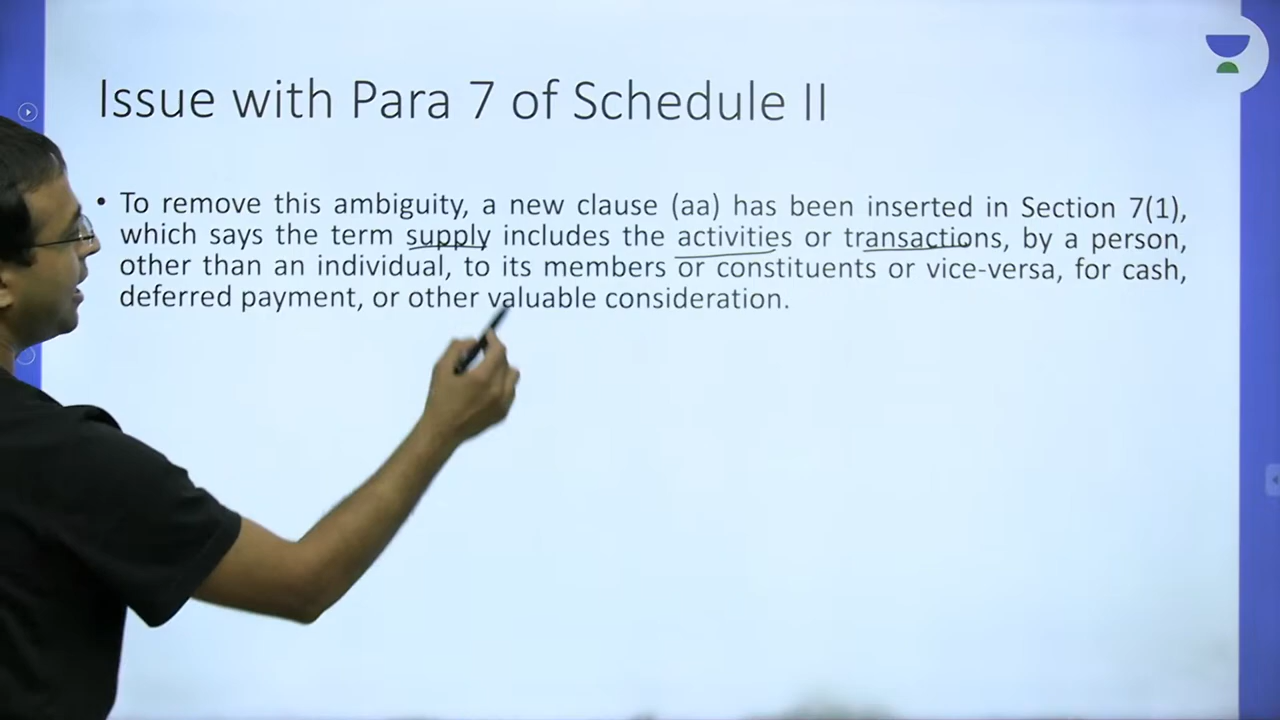 Issue with Para 7 of Schedule II
• To remove this ambiguity, a new clause (aa) has been inserted in Section 7(1),
which says the term supply includes the activities or transactions, by a person,
other than an individual, to its members or constituents or vice-versa, for cash,
deferred payment, or other valuable consideration.